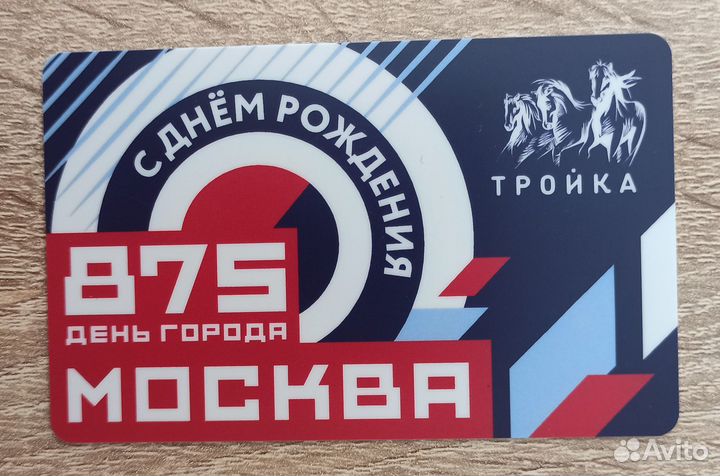 С ДНЁМ РОЖДЕНИЯ
ТРОЙКА
875
ДЕНЬ ГОРОДА
МОСКВА
Avito